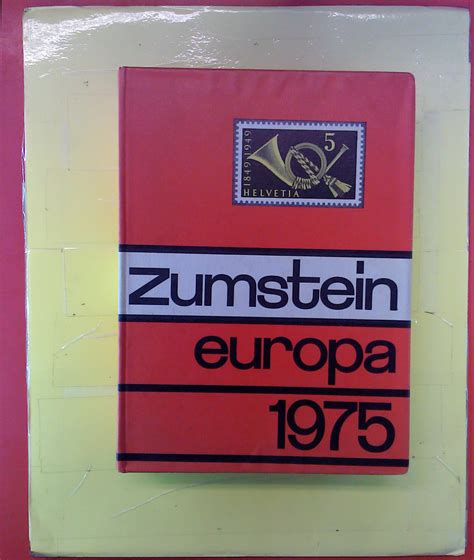 1849-1949
5
HELVETIA
zumstein
europa
1975